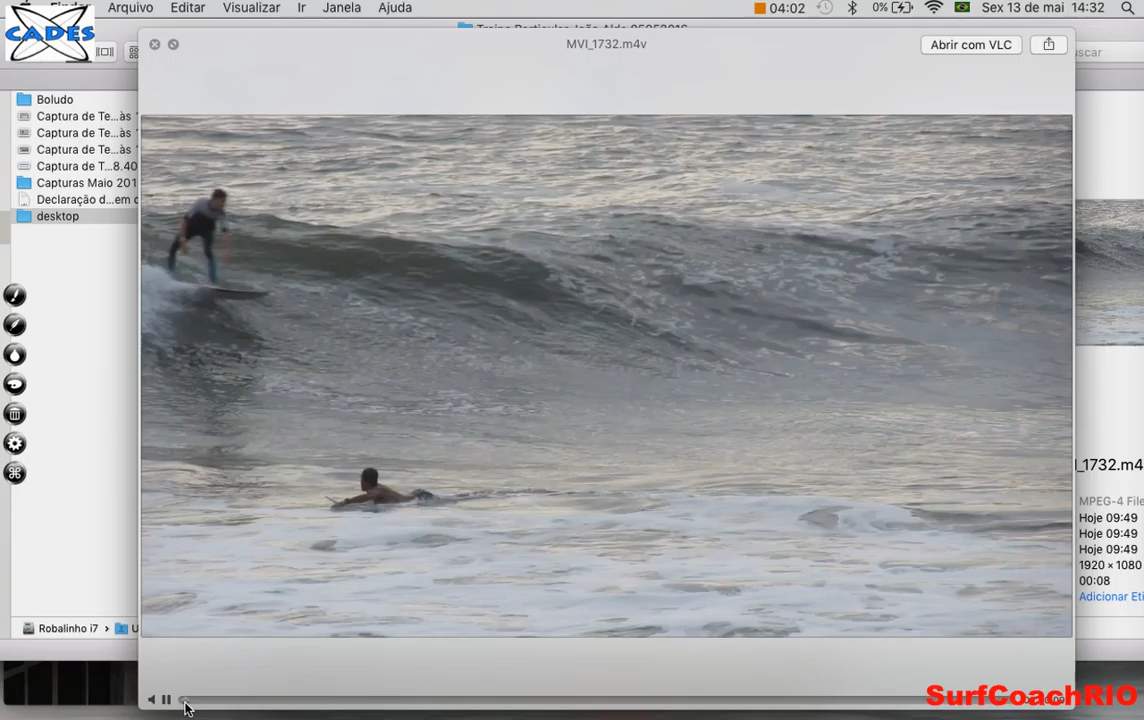 Arquivo Editar Visualizar Ir Janela Ajuda 04:02 0% Sex 13 de mai 14:32
CADES
MVI_1732.m4v
Abrir com VLC
Boludo
Captura de Te...às
Captura de Te...às
Captura de Te...às
Captura de T...8.40
Capturas Maio 201
Declaração d...em
desktop
_1732.m4
MPEG-4 File
Hoje 09:49
Hoje 09:49
Hoje 09:49
1920 × 1080
00:08
Adicionar Eti
Robalinho i7 › U
SurfCoachRIO